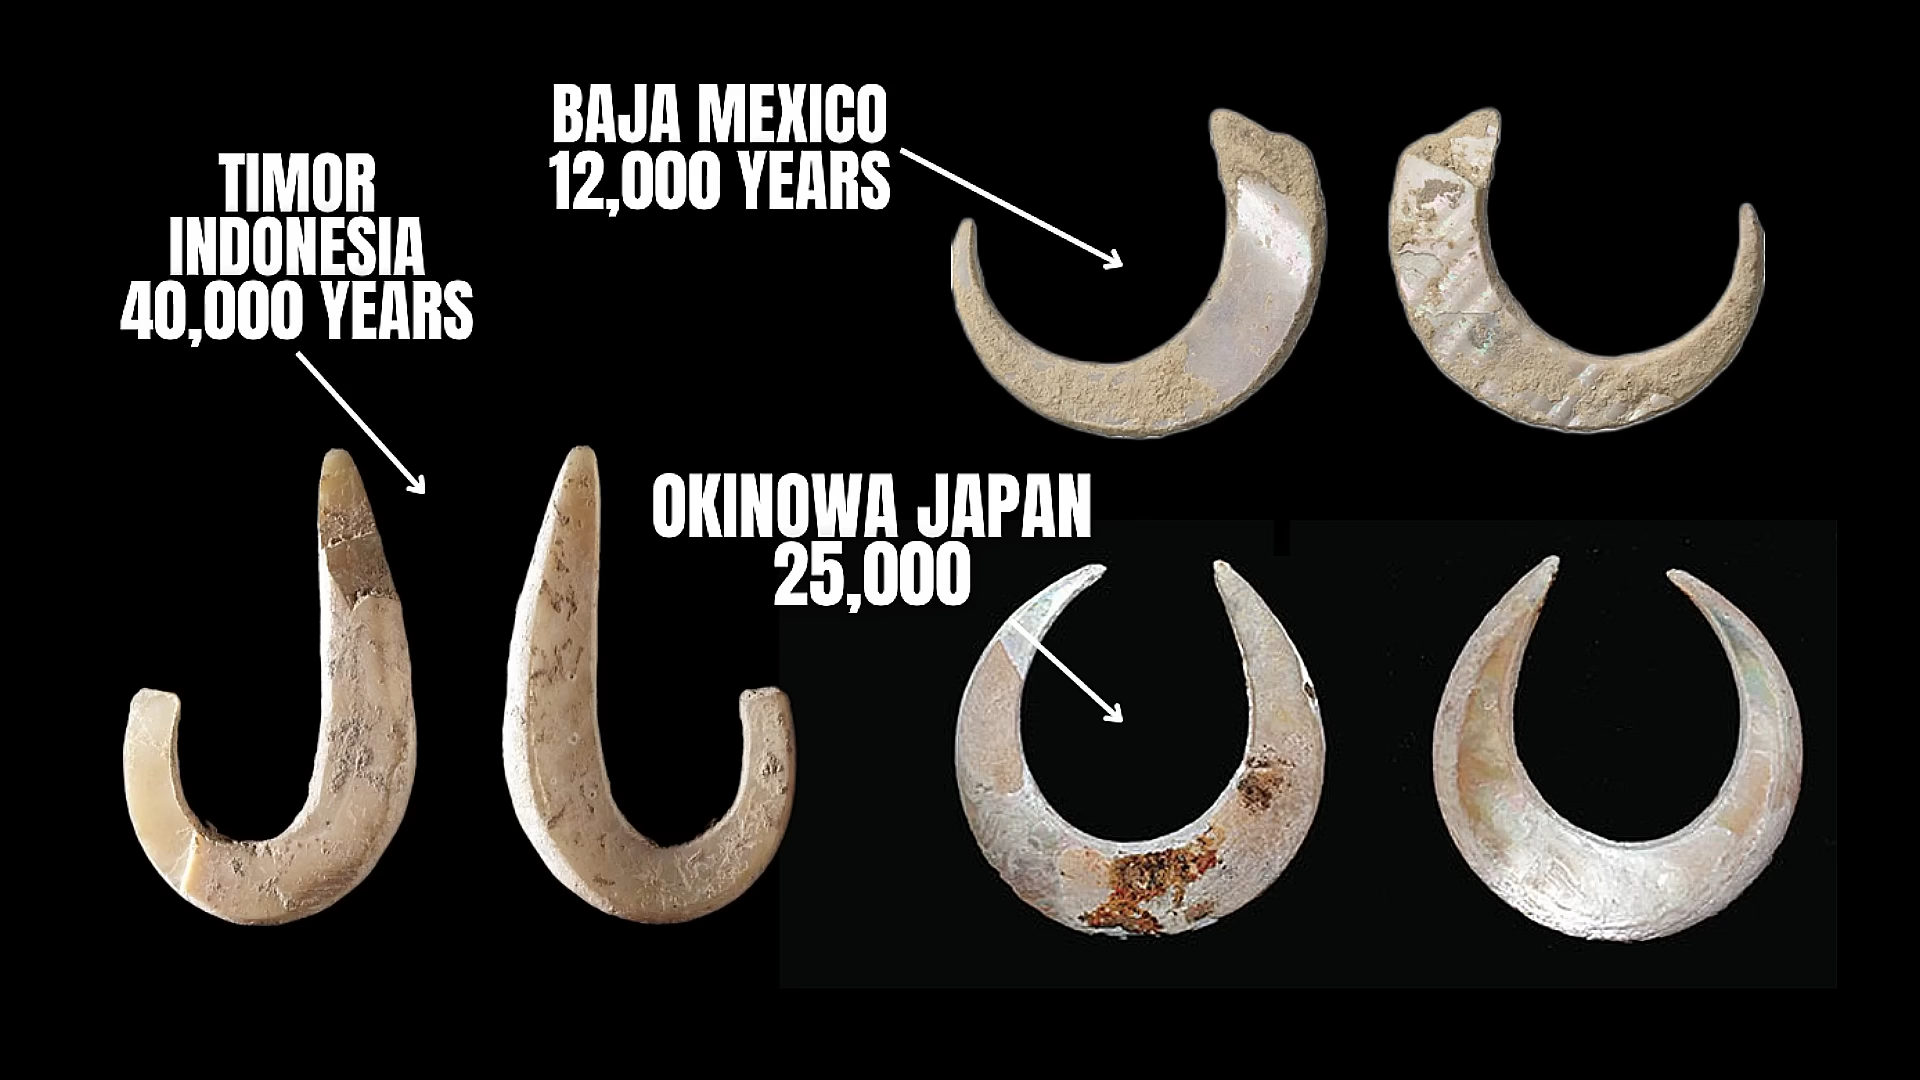 TIMOR
INDONESIA
40,000 YEARS
BAJA MEXICO
12,000 YEARS
OKINOWA JAPAN
25,000